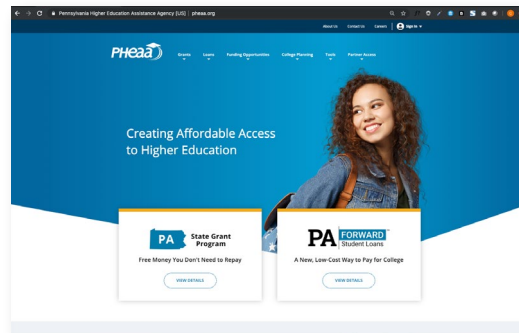 Pennsylvania Higher Education Assistance Agency [US] | pheaa.org
About Us Contact Us Careers Sign In
PHEAA Grants Loans Funding Opportunities College Planning Tools Partner Access
Creating Affordable Access
to Higher Education
PA State Grant
Program
Free Money You Don't Need to Repay
VIEW DETAILS
PA FORWARD
Student Loans
A New, Low-Cost Way to Pay for College
VIEW DETAILS